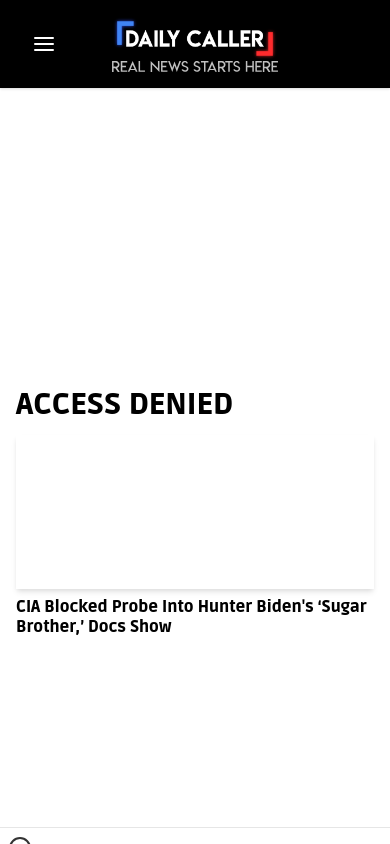 DAILY CALLER
REAL NEWS STARTS HERE
ACCESS DENIED
CIA Blocked Probe Into Hunter Biden's ‘Sugar
Brother,’ Docs Show